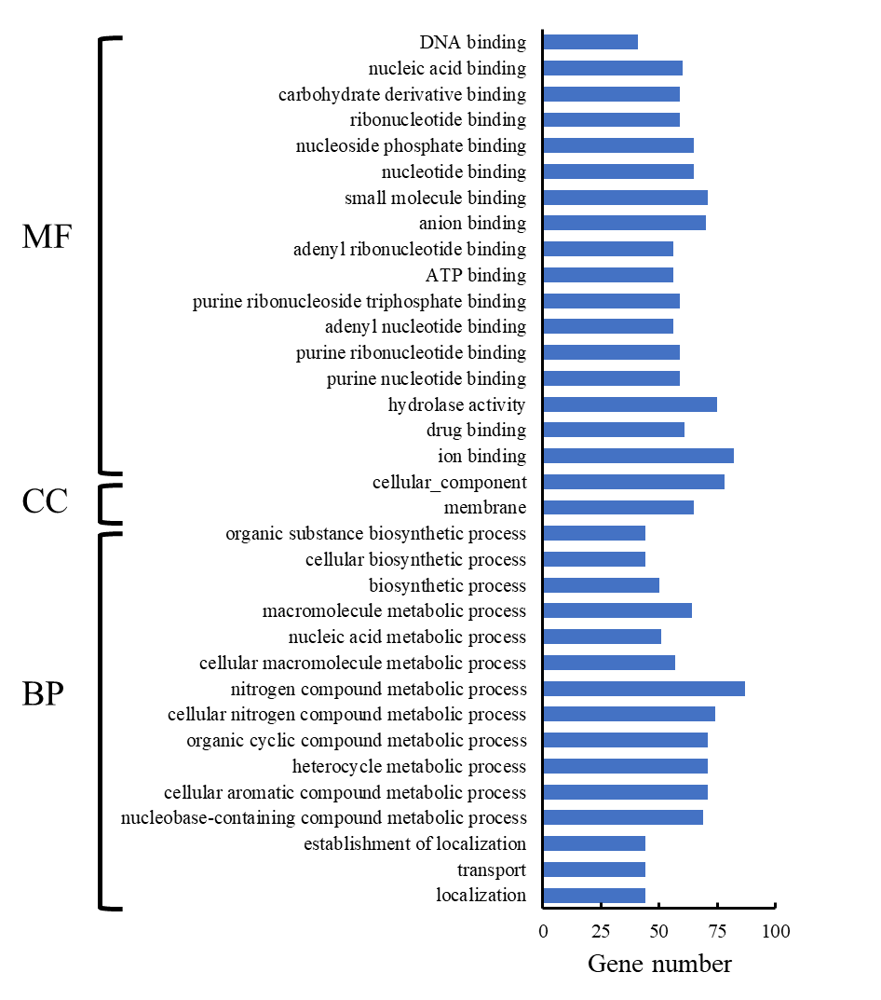 MF
DNA binding
nucleic acid binding
carbohydrate derivative binding
ribonucleotide binding
nucleoside phosphate binding
nucleotide binding
small molecule binding
anion binding
adenyl ribonucleotide binding
ATP binding
purine ribonucleoside triphosphate binding
adenyl nucleotide binding
purine ribonucleotide binding
purine nucleotide binding
hydrolase activity
drug binding
ion binding
CC
cellular_component
membrane
BP
organic substance biosynthetic process
cellular biosynthetic process
biosynthetic process
macromolecule metabolic process
nucleic acid metabolic process
cellular macromolecule metabolic process
nitrogen compound metabolic process
cellular nitrogen compound metabolic process
organic cyclic compound metabolic process
heterocycle metabolic process
cellular aromatic compound metabolic process
nucleobase-containing compound metabolic process
establishment of localization
transport
localization
0 25 50 75 100
Gene number